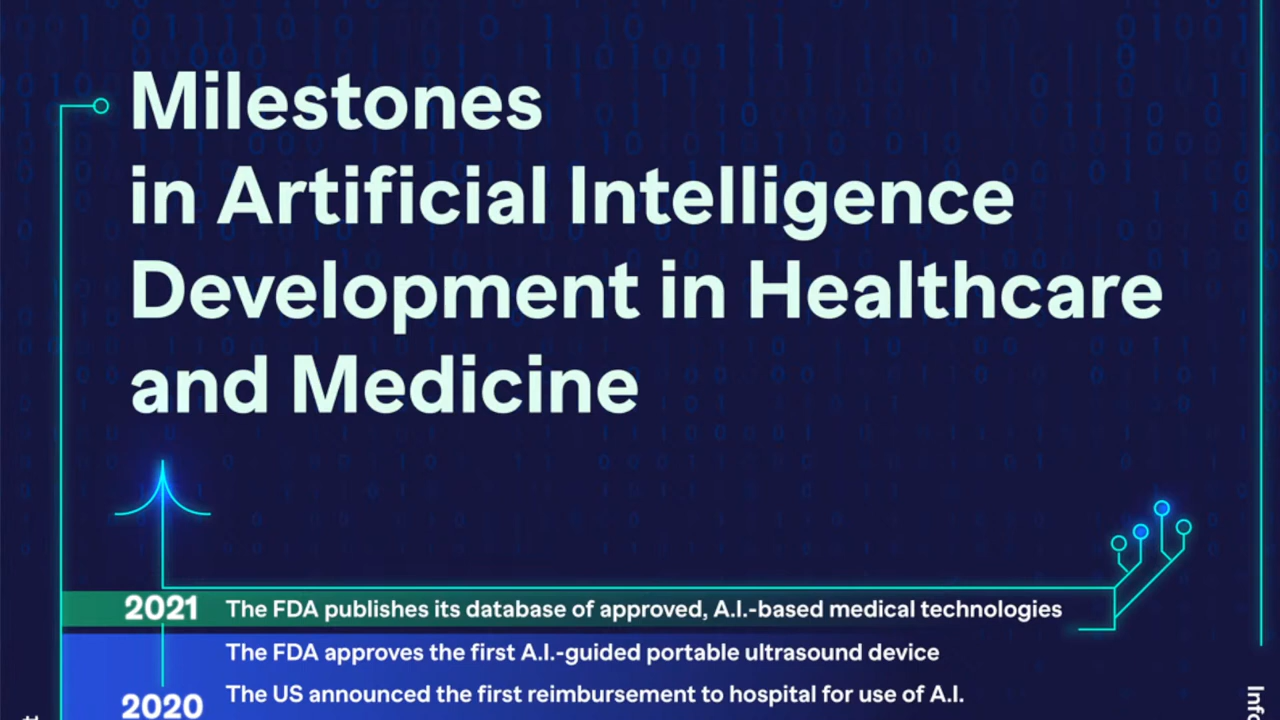 Milestones
in Artificial Intelligence
Development in Healthcare
and Medicine
2021 The FDA publishes its database of approved, A.I.-based medical technologies
The FDA approves the first A.I.-guided portable ultrasound device
2020 The US announced the first reimbursement to hospital for use of A.I.